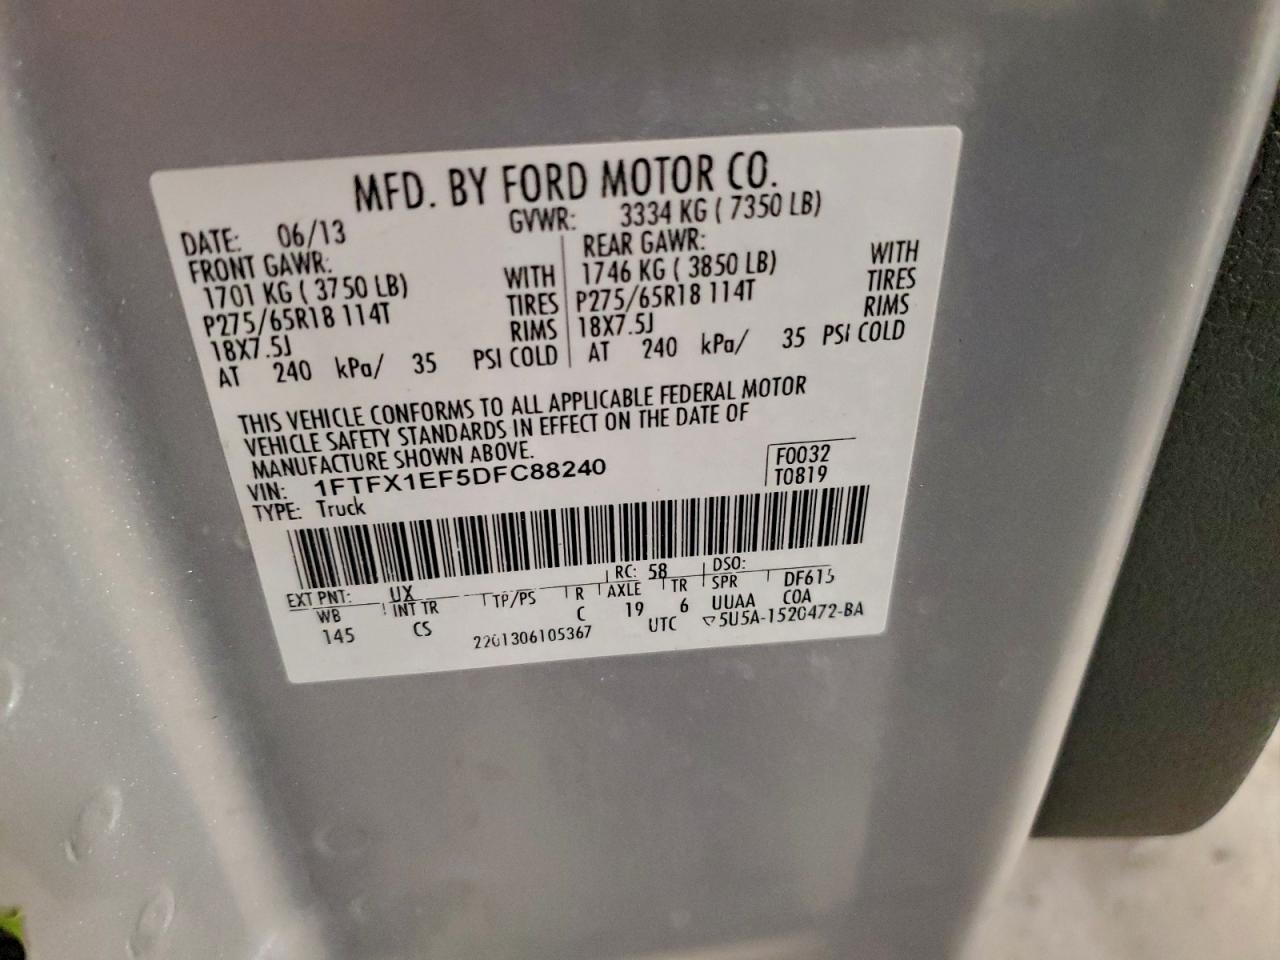 MFD. BY FORD MOTOR CO.
DATE: 06/13 GVWR: 3334 KG ( 7350 LB)
FRONT GAWR: REAR GAWR:
1701 KG ( 3750 LB) WITH 1746 KG ( 3850 LB) WITH
P275/65R18 114T TIRES P275/65R18 114T TIRES
18X7.5J RIMS 18X7.5J RIMS
AT 240 kPa/ 35 PSI COLD AT 240 kPa/ 35 PSI COLD
THIS VEHICLE CONFORMS TO ALL APPLICABLE FEDERAL MOTOR
VEHICLE SAFETY STANDARDS IN EFFECT ON THE DATE OF
MANUFACTURE SHOWN ABOVE.
VIN: 1FTFX1EF5DFC88240 F0032
TYPE: Truck T0819
EXT PNT: UX RC: 58 DSO:
WB INT TR TP/PS R AXLE TR SPR DF615
145 CS C 19 6 UUAA COA
2201306105367 UTC ▽5U5A-1520472-BA